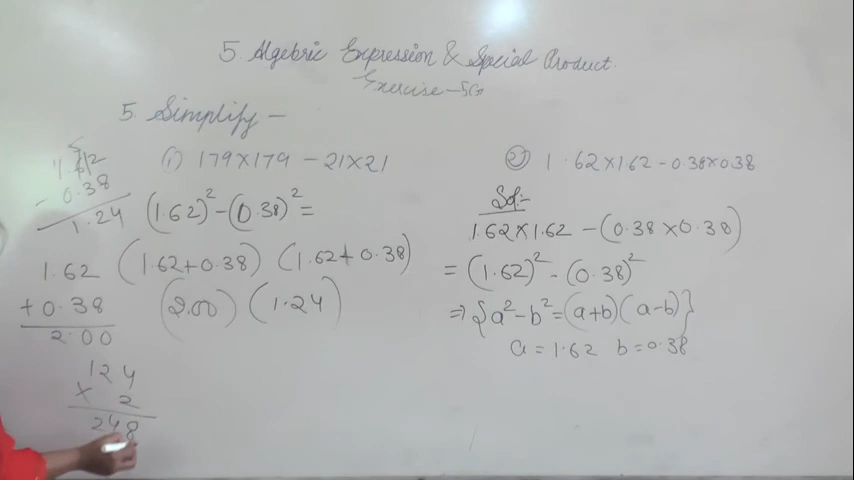 5. Algebric Expression & Special Product.
Exercise-5G
5. Simplify -
(i) 179×179 - 21×21
1.62
- 0.38
1.24
(1.62)² - (0.38)² =
(1.62+0.38) (1.62+0.38)
(2.00) (1.24)
1.62
+0.38
2.00
124
× 2
248
(2) 1.62×1.62 - 0.38×0.38
Sol:-
1.62×1.62 - (0.38×0.38)
= (1.62)² - (0.38)²
⇒ {a² - b² = (a+b)(a-b)}
a = 1.62 b = 0.38